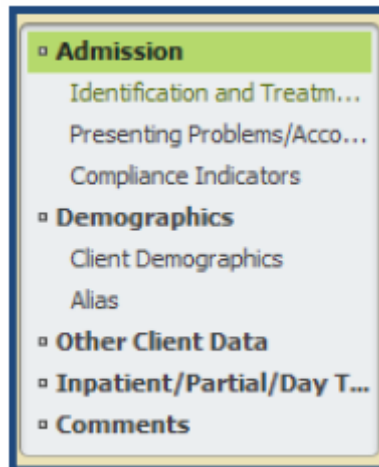 Admission
Identification and Treatm...
Presenting Problems/Acco...
Compliance Indicators
Demographics
Client Demographics
Alias
Other Client Data
Inpatient/Partial/Day T...
Comments